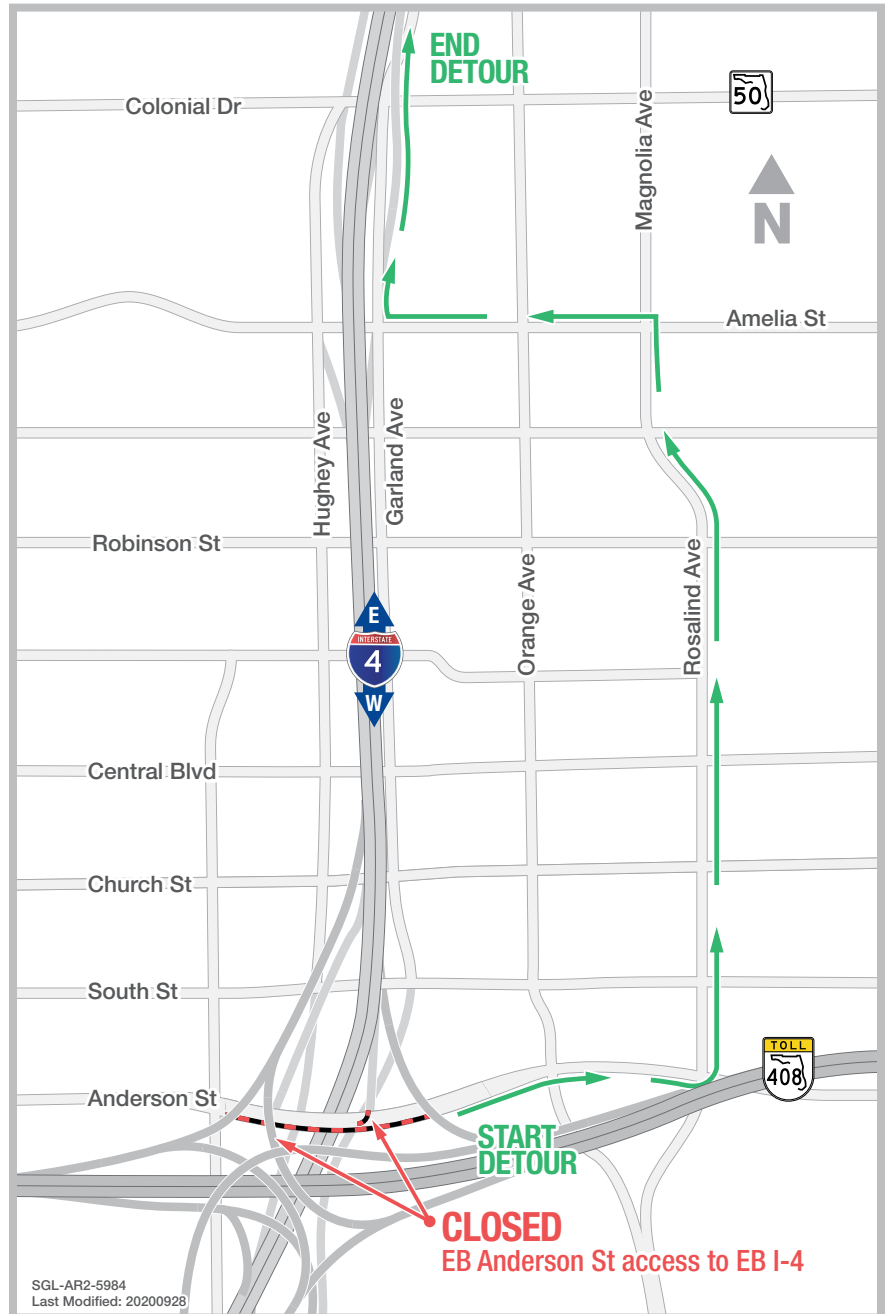 END
DETOUR
Colonial Dr
50
Magnolia Ave
N
Amelia St
Hughey Ave
Garland Ave
Robinson St
Orange Ave
Rosalind Ave
E
INTERSTATE
4
W
Central Blvd
Church St
South St
TOLL
408
Anderson St
START
DETOUR
CLOSED
EB Anderson St access to EB I-4
SGL-AR2-5984
Last Modified: 20200928